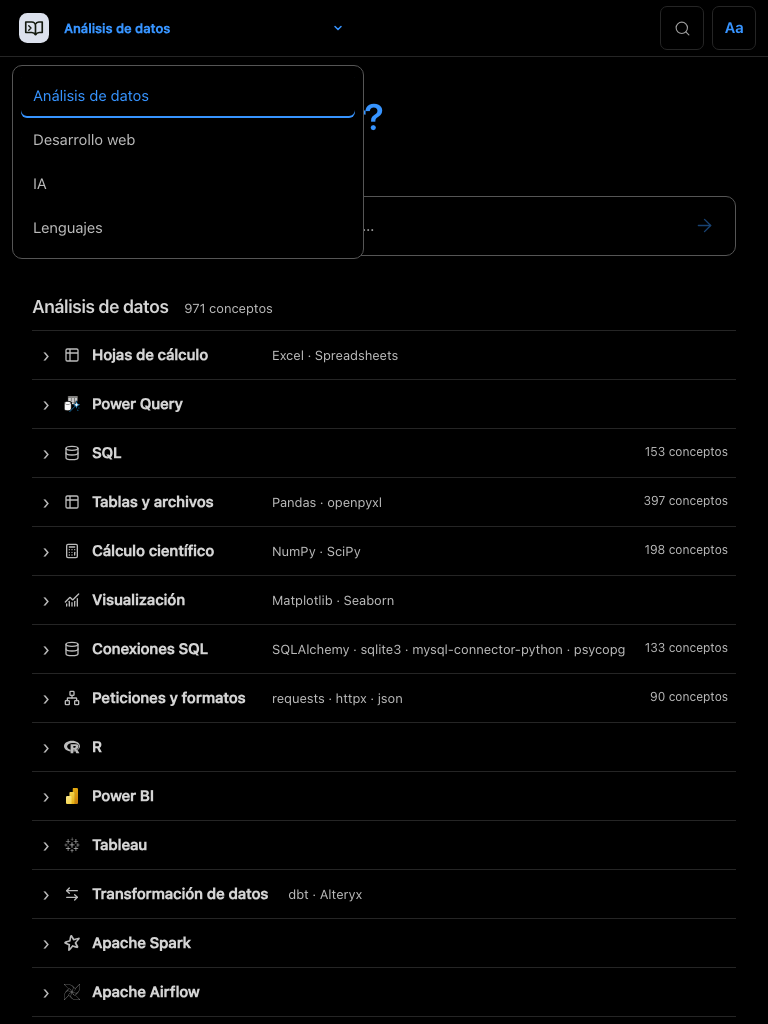 Análisis de datos
Aa
Análisis de datos
Desarrollo web
IA
Lenguajes
?
...
Análisis de datos 971 conceptos
Hojas de cálculo Excel · Spreadsheets
Power Query
SQL 153 conceptos
Tablas y archivos Pandas · openpyxl 397 conceptos
Cálculo científico NumPy · SciPy 198 conceptos
Visualización Matplotlib · Seaborn
Conexiones SQL SQLAlchemy · sqlite3 · mysql-connector-python · psycopg 133 conceptos
Peticiones y formatos requests · httpx · json 90 conceptos
R
Power BI
Tableau
Transformación de datos dbt · Alteryx
Apache Spark
Apache Airflow